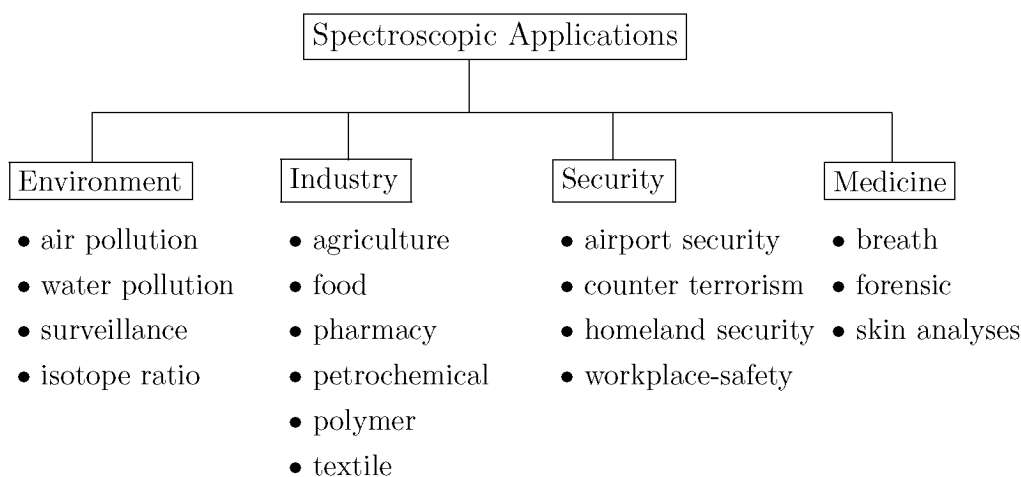 Spectroscopic Applications
Environment
• air pollution
• water pollution
• surveillance
• isotope ratio
Industry
• agriculture
• food
• pharmacy
• petrochemical
• polymer
• textile
Security
• airport security
• counter terrorism
• homeland security
• workplace-safety
Medicine
• breath
• forensic
• skin analyses